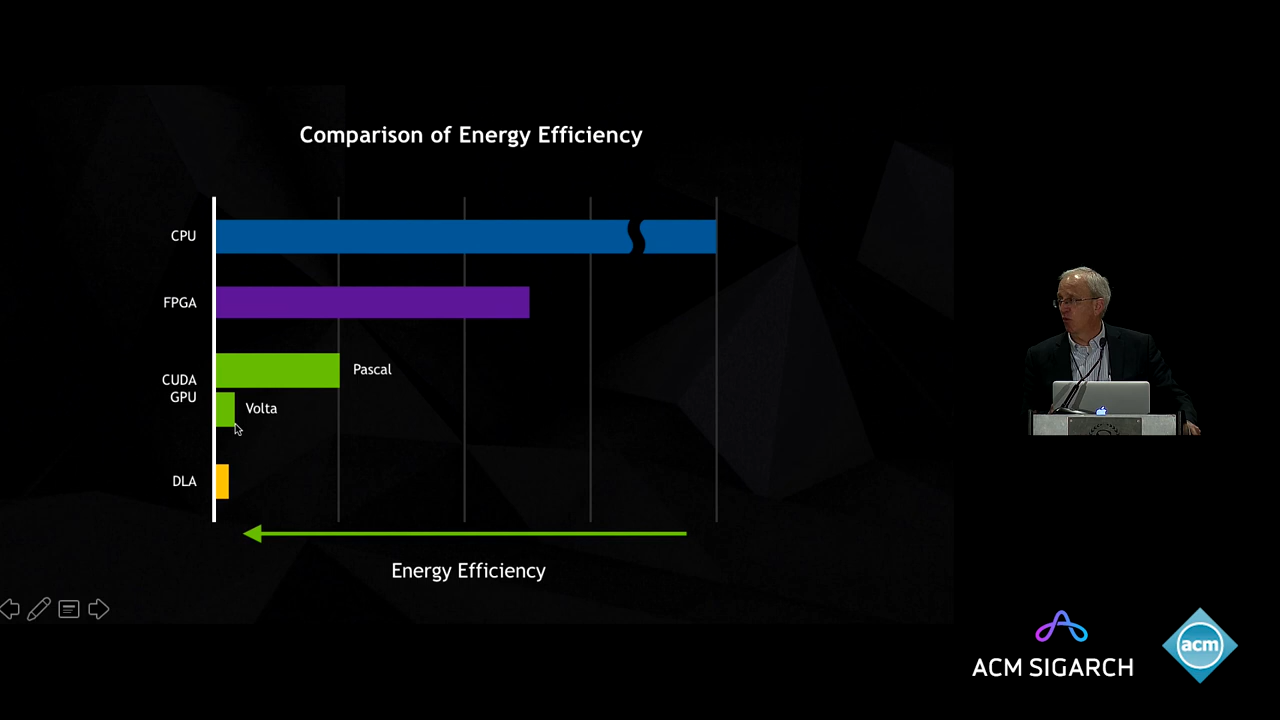 Comparison of Energy Efficiency
CPU
FPGA
CUDA
GPU
Pascal
Volta
DLA
Energy Efficiency
ACM SIGARCH
acm